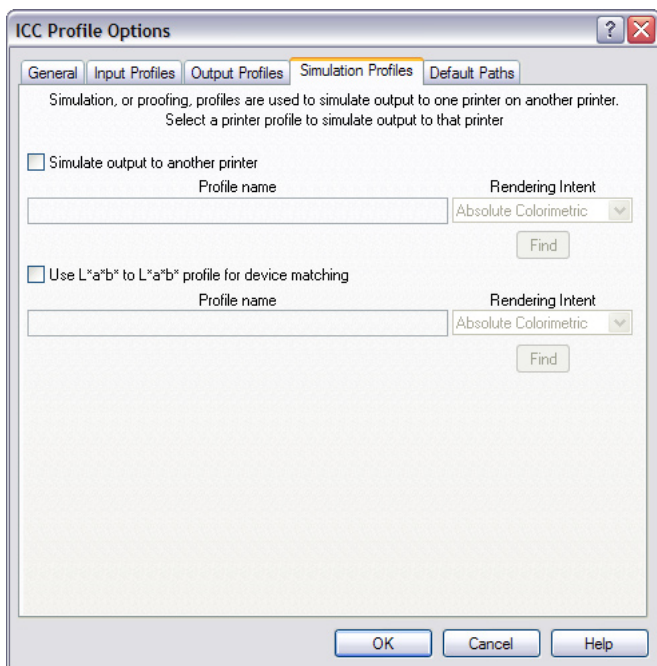 ICC Profile Options
General Input Profiles Output Profiles Simulation Profiles Default Paths
Simulation, or proofing, profiles are used to simulate output to one printer on another printer.
Select a printer profile to simulate output to that printer
Simulate output to another printer
Profile name Rendering Intent
Absolute Colorimetric
Find
Use L*a*b* to L*a*b* profile for device matching
Profile name Rendering Intent
Absolute Colorimetric
Find
OK Cancel Help